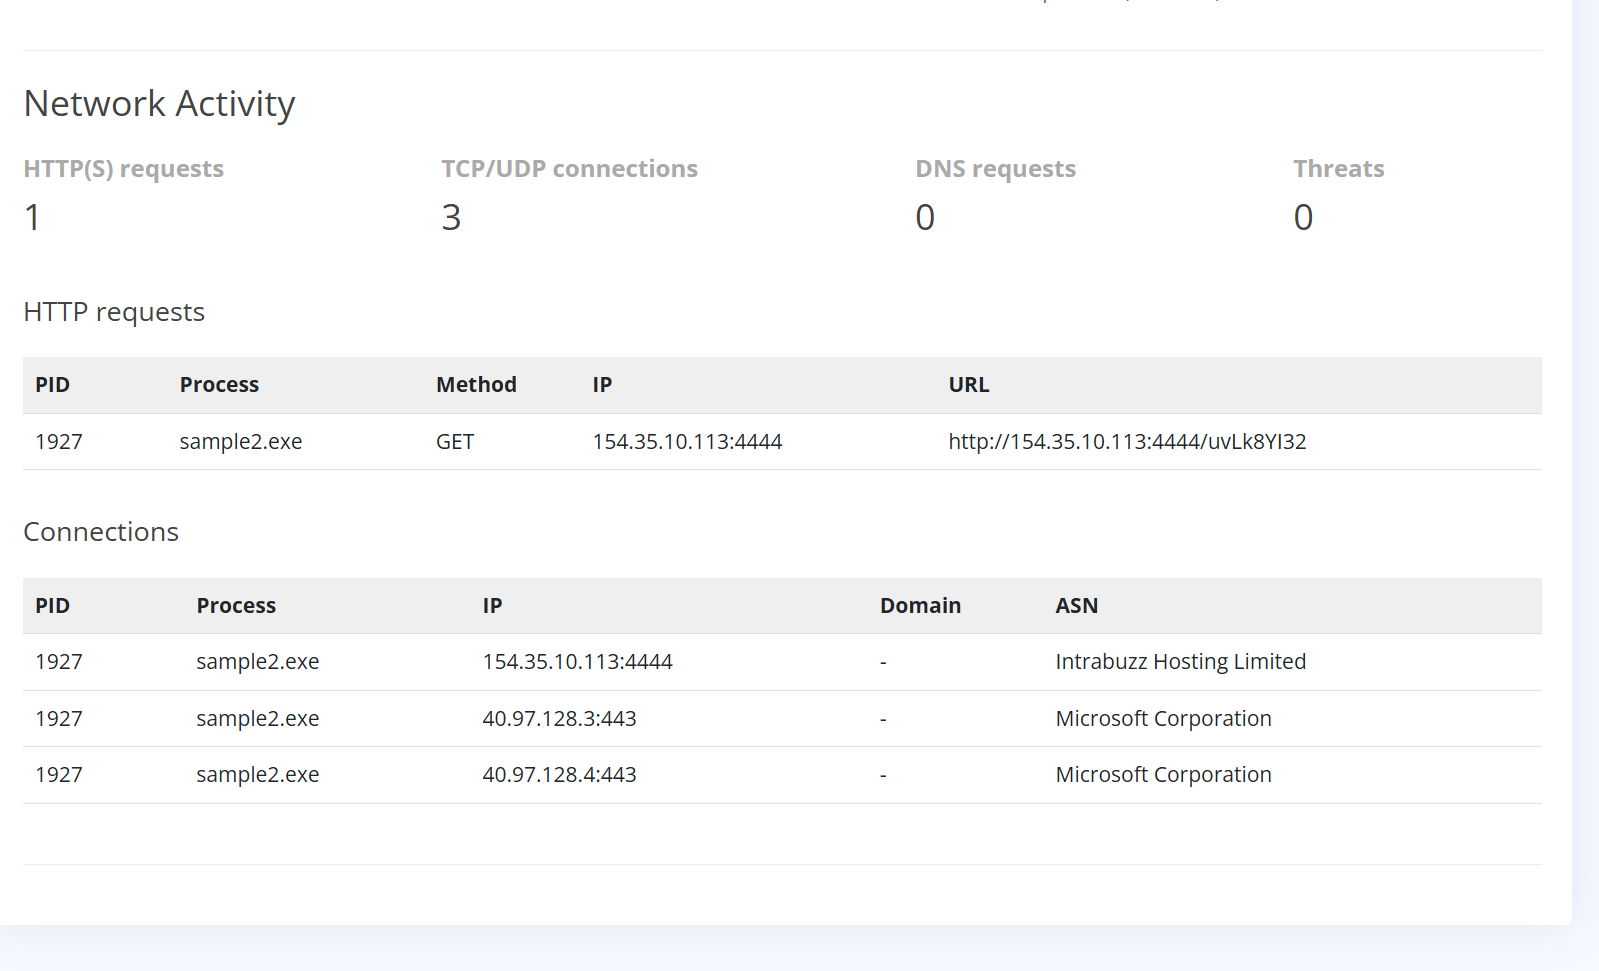 Network Activity
HTTP(S) requests TCP/UDP connections DNS requests Threats
1 3 0 0
HTTP requests
PID Process Method IP URL
1927 sample2.exe GET 154.35.10.113:4444 http://154.35.10.113:4444/uvLk8YI32
Connections
PID Process IP Domain ASN
1927 sample2.exe 154.35.10.113:4444 - Intrabuzz Hosting Limited
1927 sample2.exe 40.97.128.3:443 - Microsoft Corporation
1927 sample2.exe 40.97.128.4:443 - Microsoft Corporation